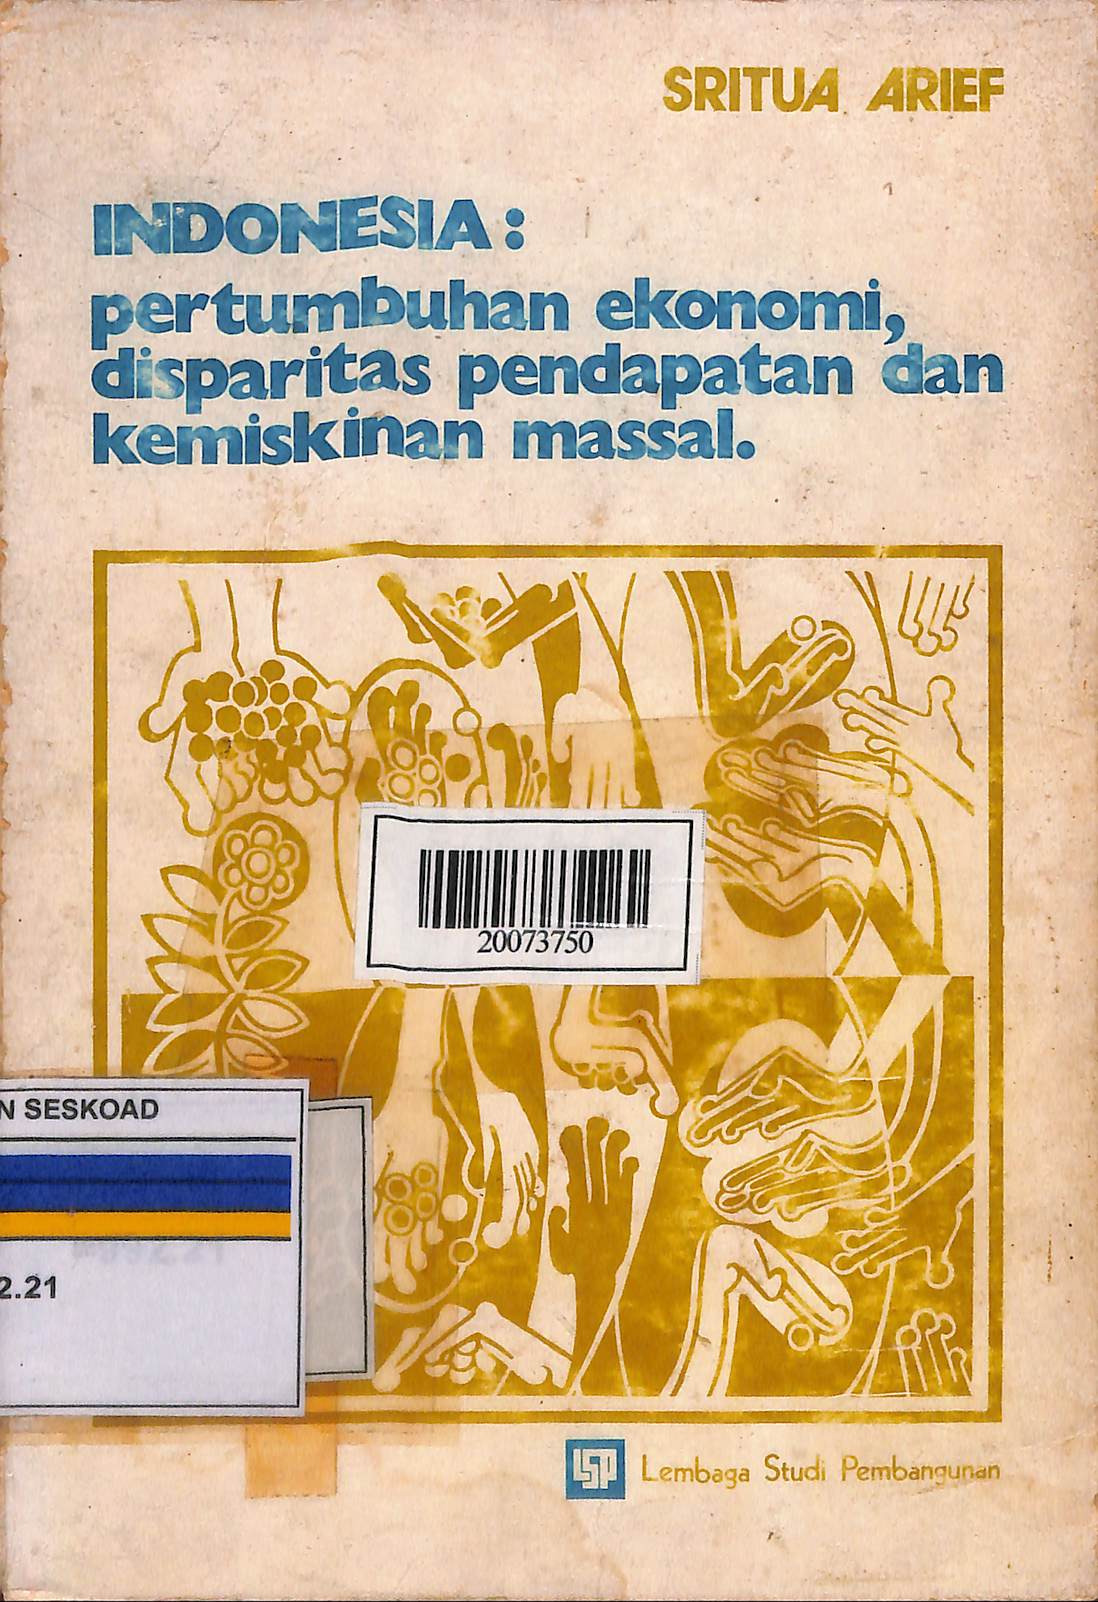 SRITUA ARIEF
INDONESIA:
pertumbuhan ekonomi,
disparitas pendapatan dan
kemiskinan massal.
20073750
N SESKOAD
2.21
LSP Lembaga Studi Pembangunan